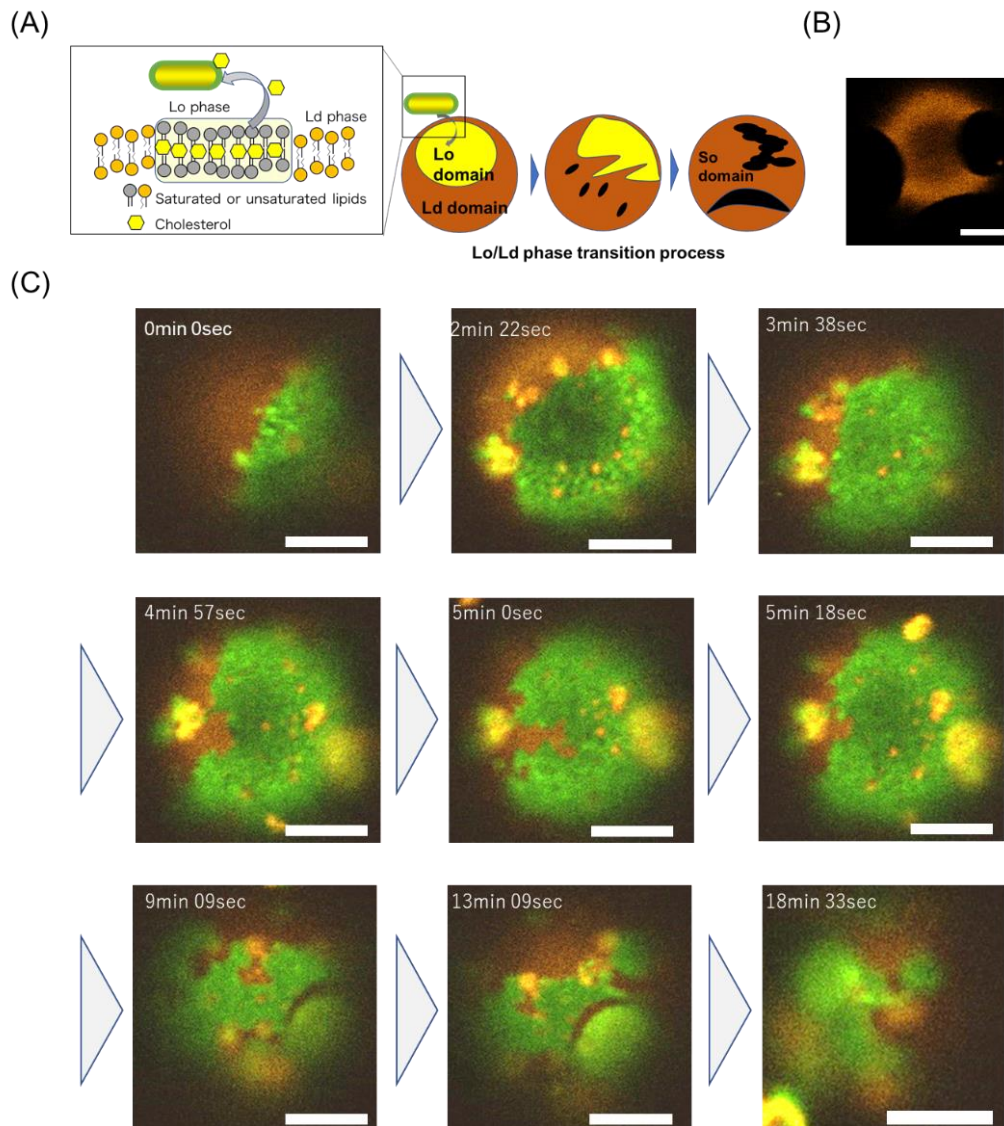 (A)
(B)
Lo phase
Ld phase
Saturated or unsaturated lipids
Cholesterol
Lo
domain
Ld domain
So
domain
Lo/Ld phase transition process
(C)
0min 0sec
2min 22sec
3min 38sec
4min 57sec
5min 0sec
5min 18sec
9min 09sec
13min 09sec
18min 33sec